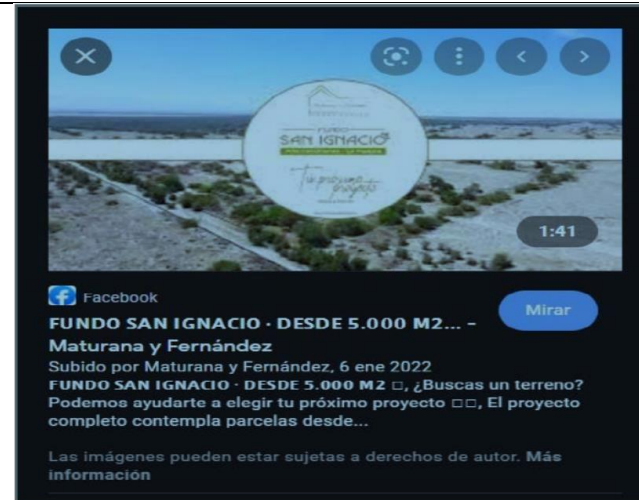 FUNDO
SAN IGNACIO
Tu próximo
proyecto
1:41
Facebook
Mirar
FUNDO SAN IGNACIO · DESDE 5.000 M2... -
Maturana y Fernández
Subido por Maturana y Fernández, 6 ene 2022
FUNDO SAN IGNACIO · DESDE 5.000 M2 □, ¿Buscas un terreno?
Podemos ayudarte a elegir tu próximo proyecto □□, El proyecto
completo contempla parcelas desde...
Las imágenes pueden estar sujetas a derechos de autor. Más
información